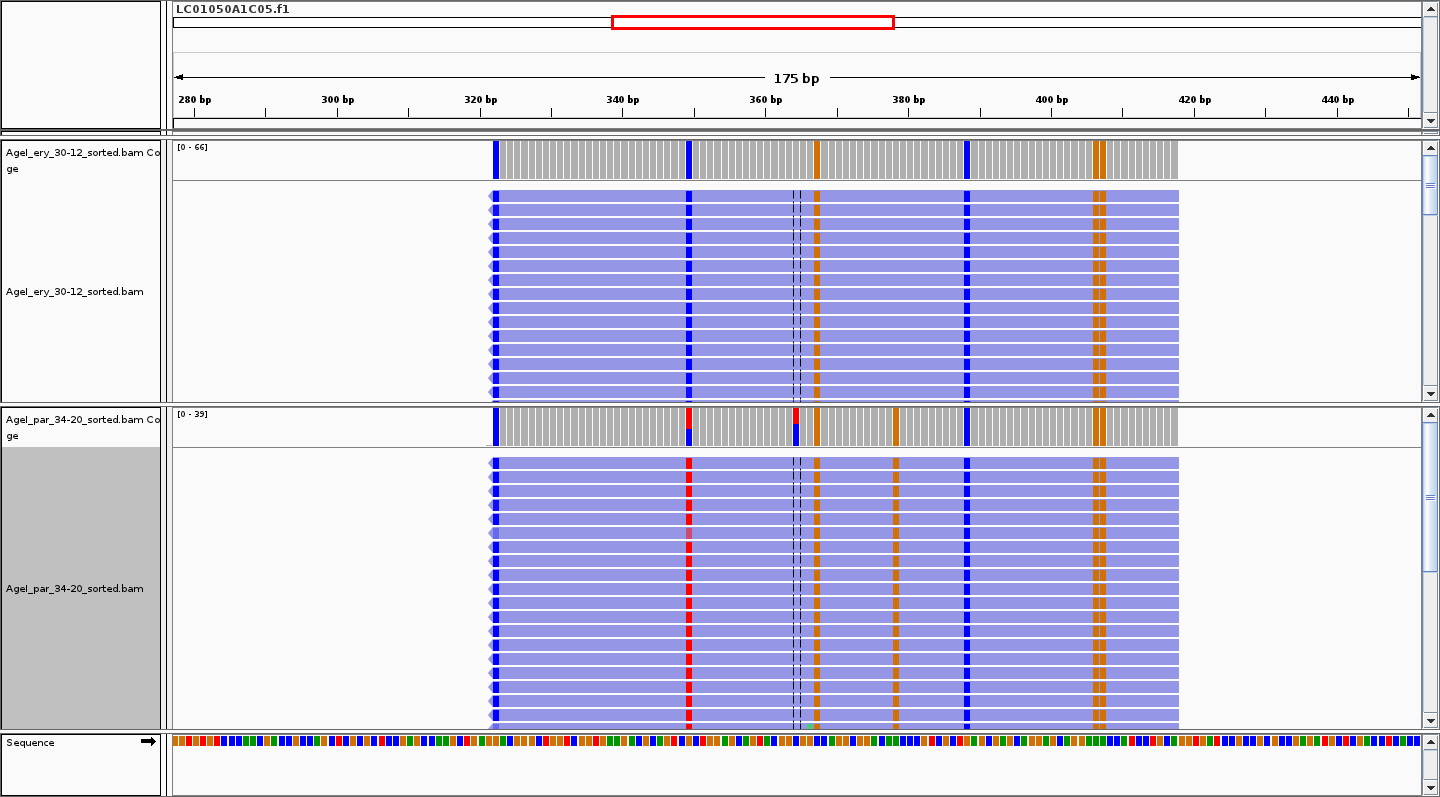 LC01050A1C05.f1
175 bp
280 bp 300 bp 320 bp 340 bp 360 bp 380 bp 400 bp 420 bp 440 bp
Agel_ery_30-12_sorted.bam Co
ge
[0 - 66]
Agel_ery_30-12_sorted.bam
Agel_par_34-20_sorted.bam Co
ge
[0 - 39]
Agel_par_34-20_sorted.bam
Sequence